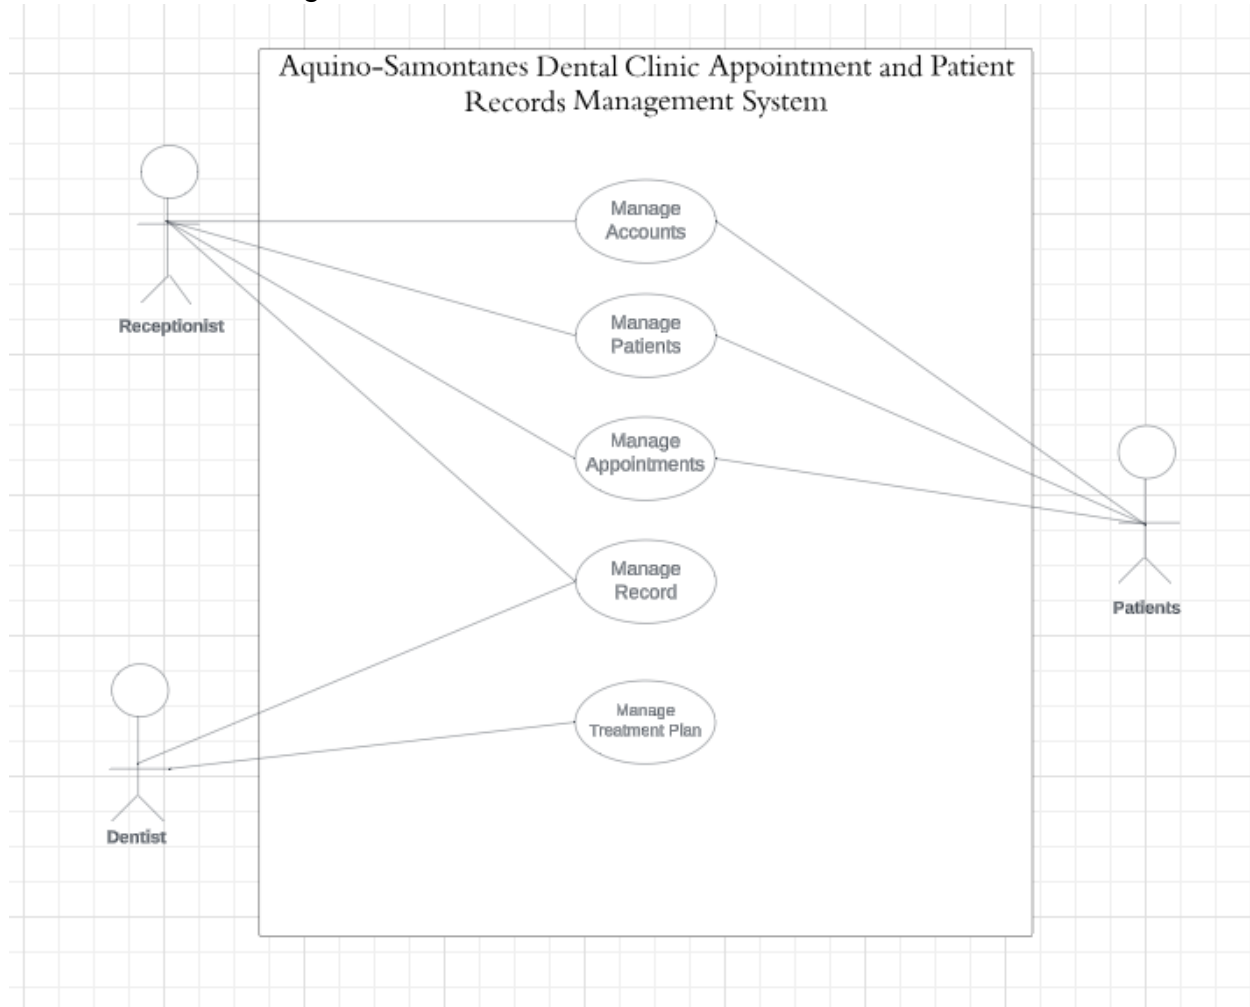 Aquino-Samontanes Dental Clinic Appointment and Patient
Records Management System
Manage
Accounts
Receptionist
Manage
Patients
Manage
Appointments
Manage
Record
Patients
Manage
Treatment Plan
Dentist